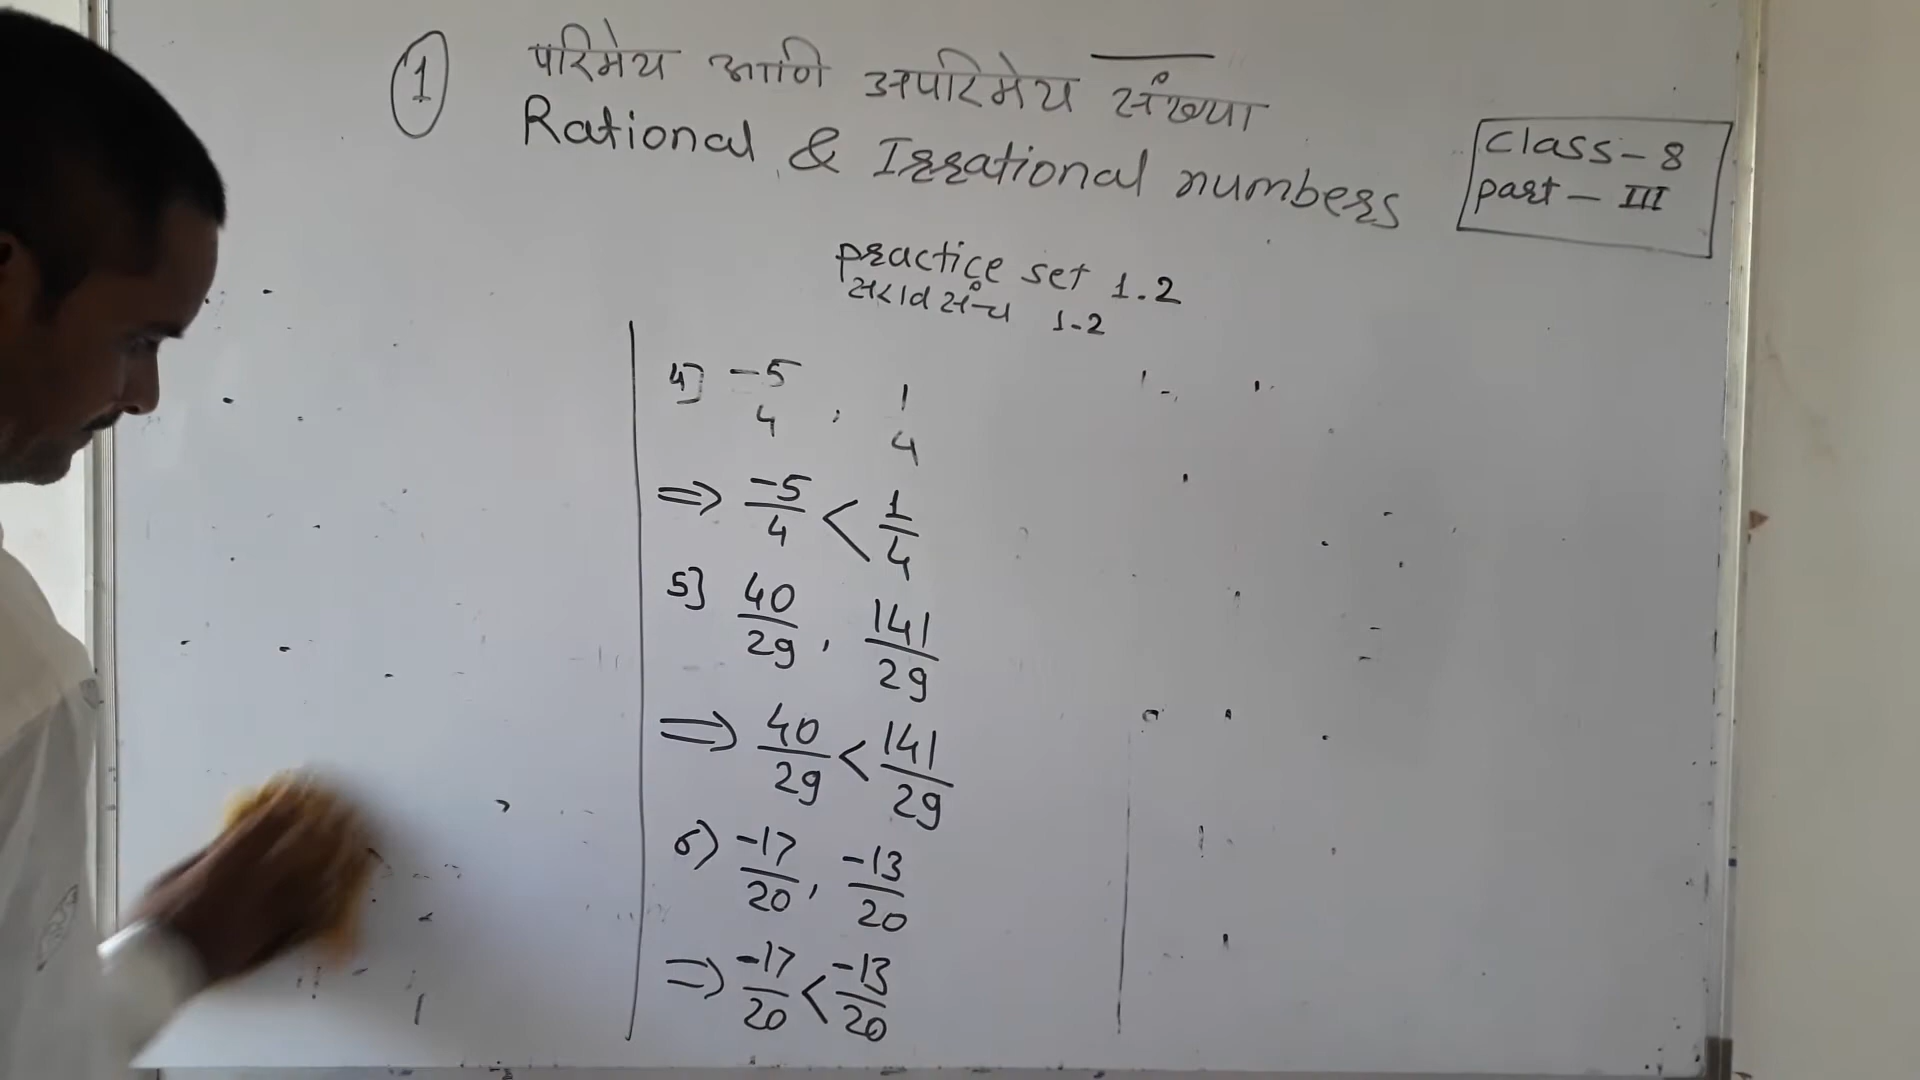 1 परिमेय आणि अपरिमेय संख्या
Rational & Irrational numbers
Class-8
part - III
practice set 1.2
सरावसंच 1-2
4] -5/4 , 1/4
⇒ -5/4 < 1/4
5] 40/29 , 141/29
⇒ 40/29 < 141/29
6) -17/20 , -13/20
⇒ -17/20 < -13/20